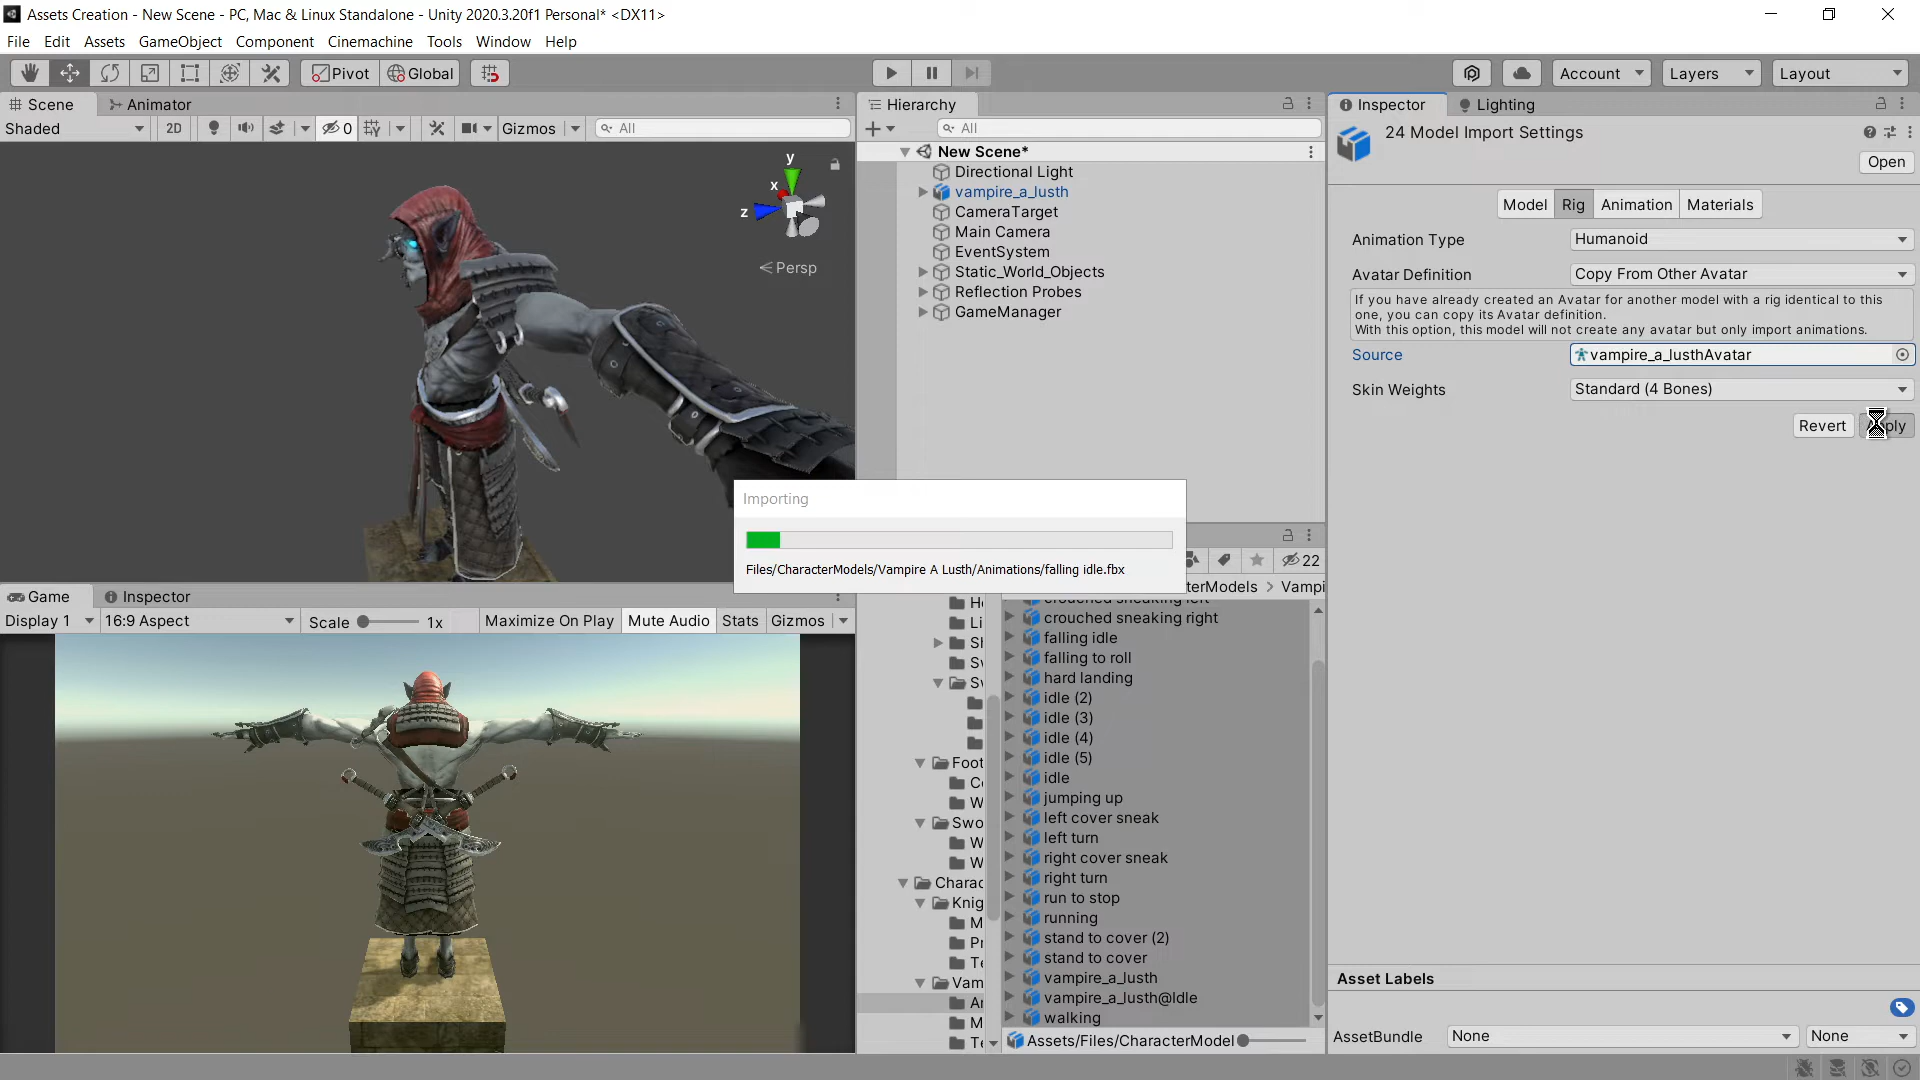 Assets Creation - New Scene - PC, Mac & Linux Standalone - Unity 2020.3.20f1 Personal* <DX11>
File Edit Assets GameObject Component Cinemachine Tools Window Help
Pivot Global Account Layers Layout
Scene Animator
Shaded 2D 0 Gizmos All
y
x
z
Persp
Hierarchy
All
New Scene*
Directional Light
vampire_a_lusth
CameraTarget
Main Camera
EventSystem
Static_World_Objects
Reflection Probes
GameManager
Inspector Lighting
24 Model Import Settings
Open
Model Rig Animation Materials
Animation Type Humanoid
Avatar Definition Copy From Other Avatar
If you have already created an Avatar for another model with a rig identical to this
one, you can copy its Avatar definition.
With this option, this model will not create any avatar but only import animations.
Source vampire_a_lusthAvatar
Skin Weights Standard (4 Bones)
Revert
Importing
Files/CharacterModels/Vampire A Lusth/Animations/falling idle.fbx
22
terModels > Vampi
Game Inspector
Display 1 16:9 Aspect Scale 1x Maximize On Play Mute Audio Stats Gizmos
Li
Foot
Swo
Charac
Knig
Vam
crouched sneaking left
crouched sneaking right
falling idle
falling to roll
hard landing
idle (2)
idle (3)
idle (4)
idle (5)
idle
jumping up
left cover sneak
left turn
right cover sneak
right turn
run to stop
running
stand to cover (2)
stand to cover
vampire_a_lusth
vampire_a_lusth@Idle
walking
Assets/Files/CharacterModel
Asset Labels
AssetBundle None None